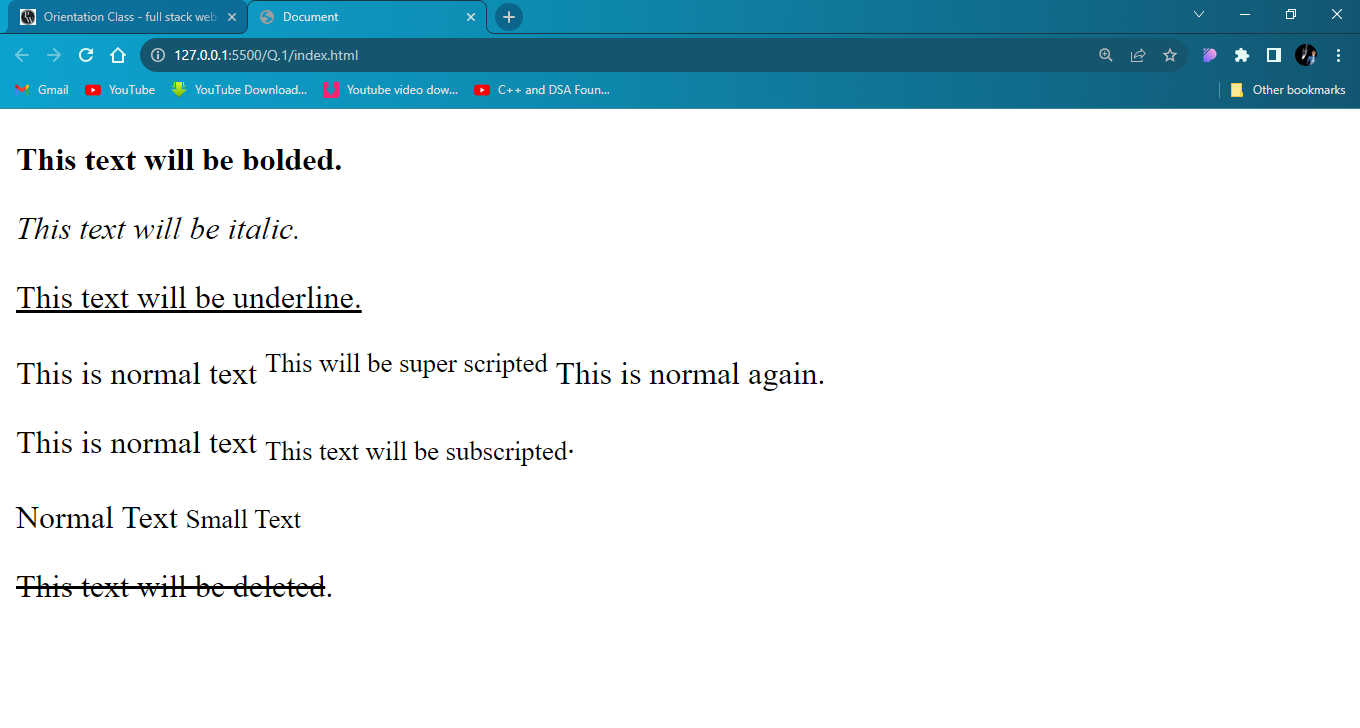 Orientation Class - full stack web
Document
127.0.0.1:5500/Q.1/index.html
Gmail YouTube YouTube Download... Youtube video dow... C++ and DSA Foun... Other bookmarks
This text will be bolded.
This text will be italic.
This text will be underline.
This is normal text This will be super scripted This is normal again.
This is normal text This text will be subscripted.
Normal Text Small Text
This text will be deleted.